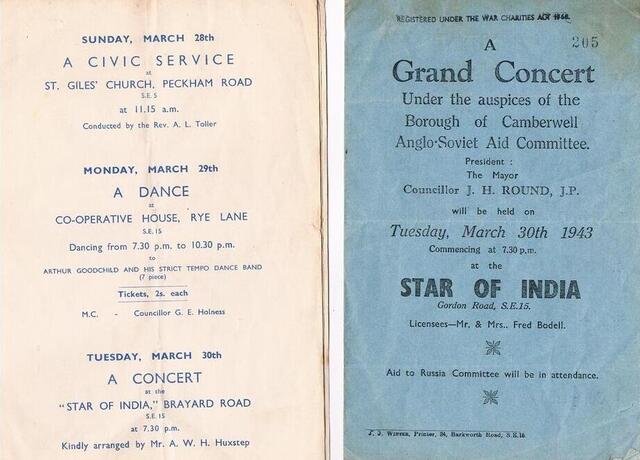 SUNDAY, MARCH 28th
A CIVIC SERVICE
at
ST. GILES' CHURCH, PECKHAM ROAD
S.E. 5
at 11.15 a.m.
Conducted by the Rev. A. L. Toller
MONDAY, MARCH 29th
A DANCE
at
CO-OPERATIVE HOUSE, RYE LANE
S.E. 15
Dancing from 7.30 p.m. to 10.30 p.m.
to
ARTHUR GOODCHILD AND HIS STRICT TEMPO DANCE BAND
(7 piece)
Tickets, 2s. each
M.C. - Councillor G. E. Holness
TUESDAY, MARCH 30th
A CONCERT
at the
"STAR OF INDIA," BRAYARD ROAD
S.E. 15
at 7.30 p.m.
Kindly arranged by Mr. A. W. H. Huxstep
REGISTERED UNDER THE WAR CHARITIES ACT
205
A
Grand Concert
Under the auspices of the
Borough of Camberwell
Anglo-Soviet Aid Committee.
President :
The Mayor
Councillor J. H. ROUND, J.P.
will be held on
Tuesday, March 30th 1943
Commencing at 7.30 p.m.
at the
STAR OF INDIA
Gordon Road, S.E.15.
Licensees—Mr. & Mrs.. Fred Bodell.
Aid to Russia Committee will be in attendance.
Printer, 34, Barkworth Road, S.E.16